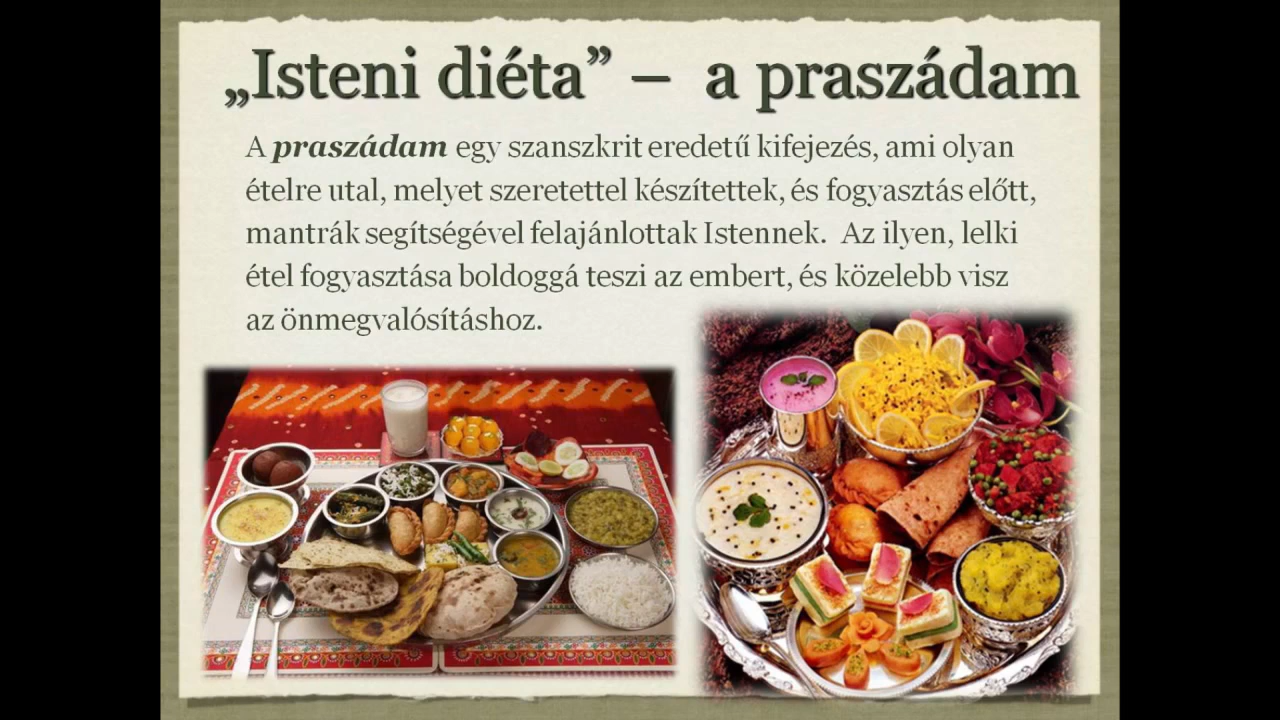 „Isteni diéta” – a praszádam
A praszádam egy szanszkrit eredetű kifejezés, ami olyan
ételre utal, melyet szeretettel készítettek, és fogyasztás előtt,
mantrák segítségével felajánlottak Istennek. Az ilyen, lelki
étel fogyasztása boldoggá teszi az embert, és közelebb visz
az önmegvalósításhoz.